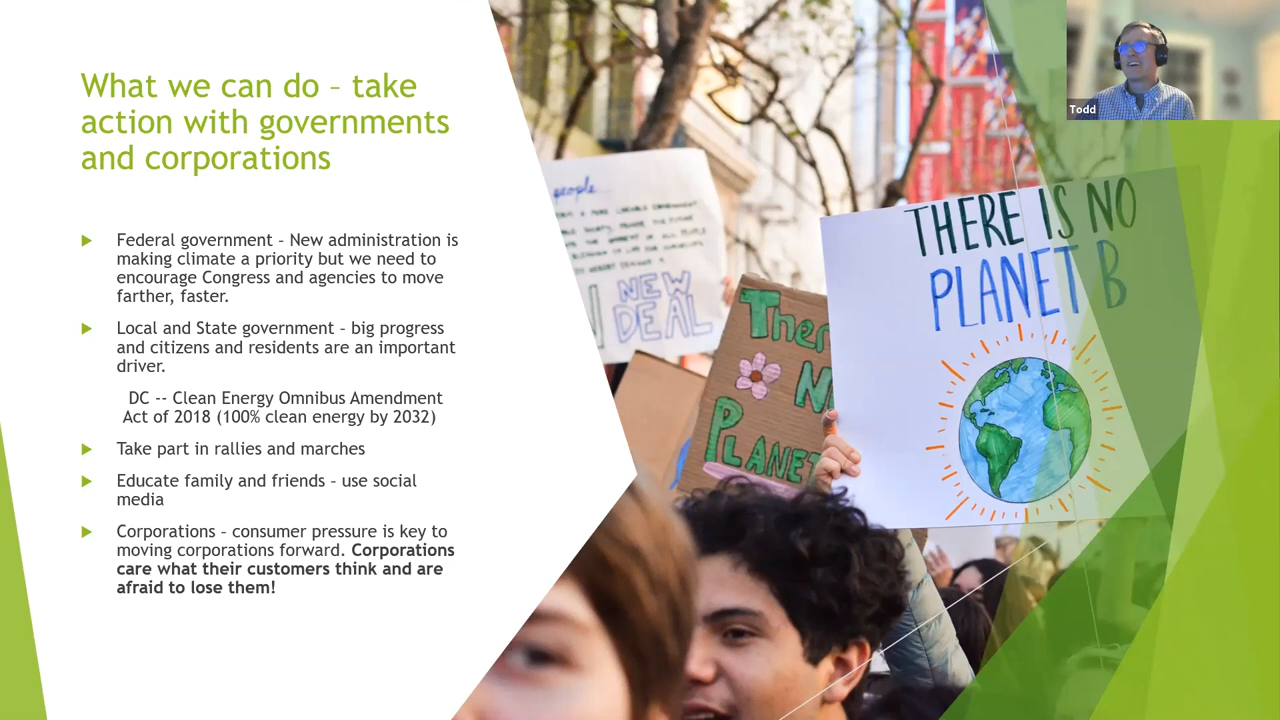 What we can do – take
action with governments
and corporations
Federal government – New administration is
making climate a priority but we need to
encourage Congress and agencies to move
farther, faster.
Local and State government – big progress
and citizens and residents are an important
driver.
DC -- Clean Energy Omnibus Amendment
Act of 2018 (100% clean energy by 2032)
Take part in rallies and marches
Educate family and friends – use social
media
Corporations – consumer pressure is key to
moving corporations forward. Corporations
care what their customers think and are
afraid to lose them!
people
NEW
DEAL
THERE IS NO
PLANET B
Todd